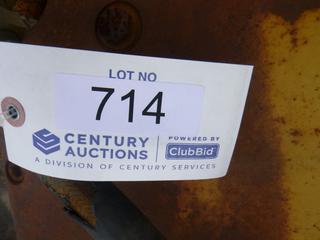 LOT NO
714
CENTURY AUCTIONS
POWERED BY
ClubBid
A DIVISION OF CENTURY SERVICES